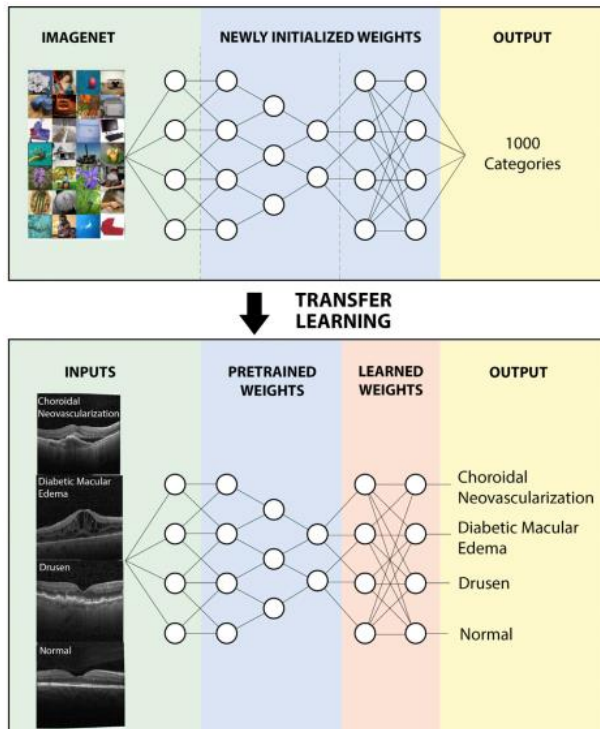 IMAGENET
NEWLY INITIALIZED WEIGHTS
OUTPUT
1000
Categories
TRANSFER
LEARNING
INPUTS
PRETRAINED
WEIGHTS
LEARNED
WEIGHTS
OUTPUT
Choroidal
Neovascularization
Diabetic Macular
Edema
Drusen
Normal
Choroidal
Neovascularization
Diabetic Macular
Edema
Drusen
Normal